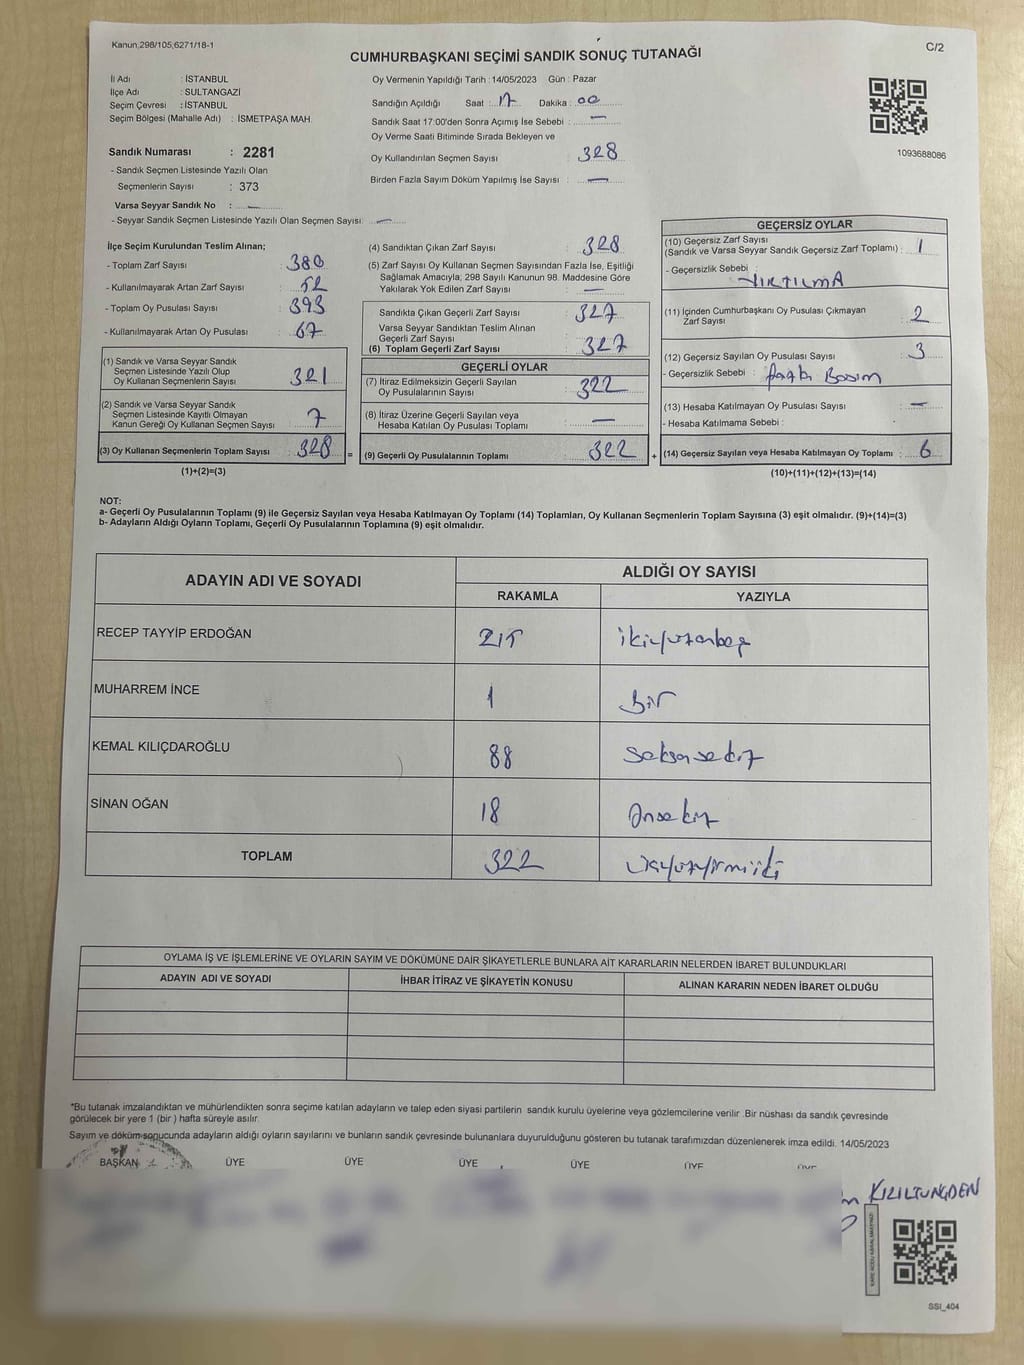 Kanun,298/105,6271/18-1
C/2
CUMHURBAŞKANI SEÇİMİ SANDIK SONUÇ TUTANAĞI
İl Adı : İSTANBUL
İlçe Adı : SULTANGAZİ
Seçim Çevresi : İSTANBUL
Seçim Bölgesi (Mahalle Adı) : İSMETPAŞA MAH.
Sandık Numarası : 2281
- Sandık Seçmen Listesinde Yazılı Olan
Seçmenlerin Sayısı : 373
Varsa Seyyar Sandık No : —
- Seyyar Sandık Seçmen Listesinde Yazılı Olan Seçmen Sayısı: —
Oy Vermenin Yapıldığı Tarih : 14/05/2023 Gün : Pazar
Sandığın Açıldığı Saat : 17 Dakika : 00
Sandık Saat 17:00'den Sonra Açımış İse Sebebi : —
Oy Verme Saati Bitiminde Sırada Bekleyen ve
Oy Kullandırılan Seçmen Sayısı 328
Birden Fazla Sayım Döküm Yapılmış İse Sayısı : —
1093688086
İlçe Seçim Kurulundan Teslim Alınan;
- Toplam Zarf Sayısı : 380
- Kullanılmayarak Artan Zarf Sayısı : 52
- Toplam Oy Pusulası Sayısı : 393
- Kullanılmayarak Artan Oy Pusulası : 67
(1) Sandık ve Varsa Seyyar Sandık
Seçmen Listesinde Yazılı Olup
Oy Kullanan Seçmenlerin Sayısı 321
(2) Sandık ve Varsa Seyyar Sandık
Seçmen Listesinde Kayıtlı Olmayan
Kanun Gereği Oy Kullanan Seçmen Sayısı 7
(3) Oy Kullanan Seçmenlerin Toplam Sayısı 328 =
(1)+(2)=(3)
(4) Sandıktan Çıkan Zarf Sayısı : 328
(5) Zarf Sayısı Oy Kullanan Seçmen Sayısından Fazla İse, Eşitliği
Sağlamak Amacıyla; 298 Sayılı Kanunun 98. Maddesine Göre
Yakılarak Yok Edilen Zarf Sayısı : —
Sandıkta Çıkan Geçerli Zarf Sayısı : 327
Varsa Seyyar Sandıktan Teslim Alınan
Geçerli Zarf Sayısı
(6) Toplam Geçerli Zarf Sayısı : 327
GEÇERLİ OYLAR
(7) İtiraz Edilmeksizin Geçerli Sayılan
Oy Pusulalarının Sayısı : 322
(8) İtiraz Üzerine Geçerli Sayılan veya
Hesaba Katılan Oy Pusulası Toplamı : —
(9) Geçerli Oy Pusulalarının Toplamı : 322 +
GEÇERSİZ OYLAR
(10) Geçersiz Zarf Sayısı
(Sandık ve Varsa Seyyar Sandık Geçersiz Zarf Toplamı) : 1
- Geçersizlik Sebebi : YIRTILMA
(11) İçinden Cumhurbaşkanı Oy Pusulası Çıkmayan
Zarf Sayısı : 2
(12) Geçersiz Sayılan Oy Pusulası Sayısı : 3
- Geçersizlik Sebebi :
(13) Hesaba Katılmayan Oy Pusulası Sayısı : —
- Hesaba Katılmama Sebebi :
(14) Geçersiz Sayılan veya Hesaba Katılmayan Oy Toplamı : 6
(10)+(11)+(12)+(13)=(14)
NOT:
a- Geçerli Oy Pusulalarının Toplamı (9) ile Geçersiz Sayılan veya Hesaba Katılmayan Oy Toplamı (14) Toplamları, Oy Kullanan Seçmenlerin Toplam Sayısına (3) eşit olmalıdır. (9)+(14)=(3)
b- Adayların Aldığı Oyların Toplamı, Geçerli Oy Pusulalarının Toplamına (9) eşit olmalıdır.
ADAYIN ADI VE SOYADI ALDIĞI OY SAYISI
RAKAMLA YAZIYLA
RECEP TAYYİP ERDOĞAN 215 ikiyüzonbeş
MUHARREM İNCE 1 Bir
KEMAL KILIÇDAROĞLU 88 seksensekiz
SİNAN OĞAN 18 Onsekiz
TOPLAM 322 üçyüzyirmiiki
OYLAMA İŞ VE İŞLEMLERİNE VE OYLARIN SAYIM VE DÖKÜMÜNE DAİR ŞİKAYETLERLE BUNLARA AİT KARARLARIN NELERDEN İBARET BULUNDUKLARI
ADAYIN ADI VE SOYADI İHBAR İTİRAZ VE ŞİKAYETİN KONUSU ALINAN KARARIN NEDEN İBARET OLDUĞU
*Bu tutanak imzalandıktan ve mühürlendikten sonra seçime katılan adayların ve talep eden siyasi partilerin sandık kurulu üyelerine veya gözlemcilerine verilir .Bir nüshası da sandık çevresinde
görülecek bir yere 1 (bir ) hafta süreyle asılır.
Sayım ve döküm sonucunda adayların aldığı oyların sayılarını ve bunların sandık çevresinde bulunanlara duyurulduğunu gösteren bu tutanak tarafımızdan düzenlenerek imza edildi. 14/05/2023
BAŞKAN ÜYE ÜYE ÜYE ÜYE ÜYE
SSI_404